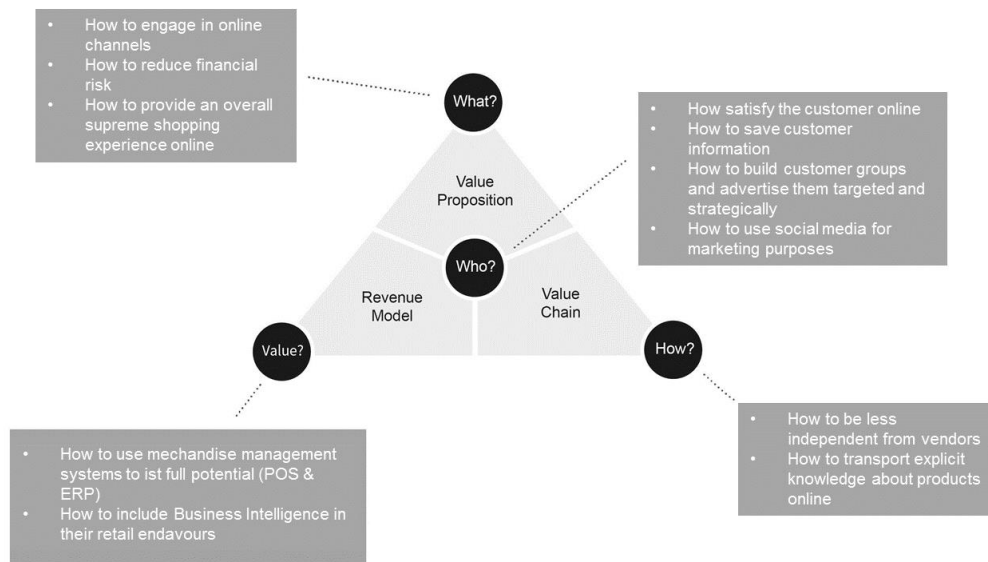 • How to engage in online
channels
• How to reduce financial
risk
• How to provide an overall
supreme shopping
experience online
What?
• How satisfy the customer online
• How to save customer
information
• How to build customer groups
and advertise them targeted and
strategically
• How to use social media for
marketing purposes
Value
Proposition
Who?
Revenue
Model
Value
Chain
Value?
How?
• How to use mechandise management
systems to ist full potential (POS &
ERP)
• How to include Business Intelligence in
their retail endavours
• How to be less
independent from vendors
• How to transport explicit
knowledge about products
online